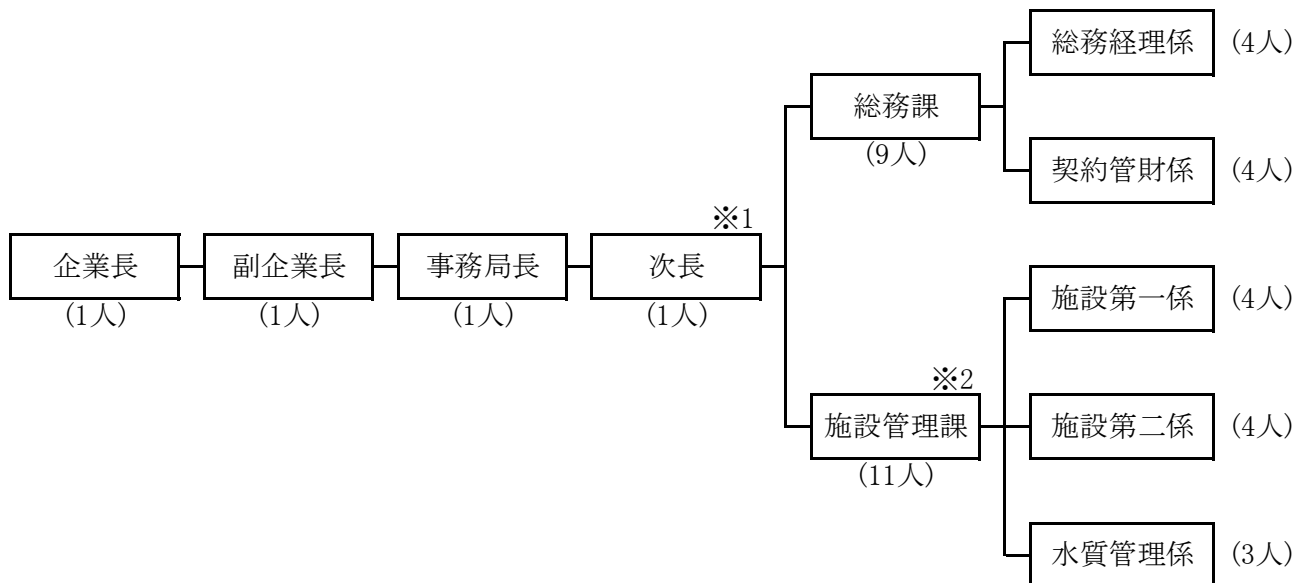 総務経理係 (4人)
総務課
(9人)
契約管財係 (4人)
※1
企業長 副企業長 事務局長 次長
(1人) (1人) (1人) (1人)
施設第一係 (4人)
※2
施設管理課 施設第二係 (4人)
(11人)
水質管理係 (3人)